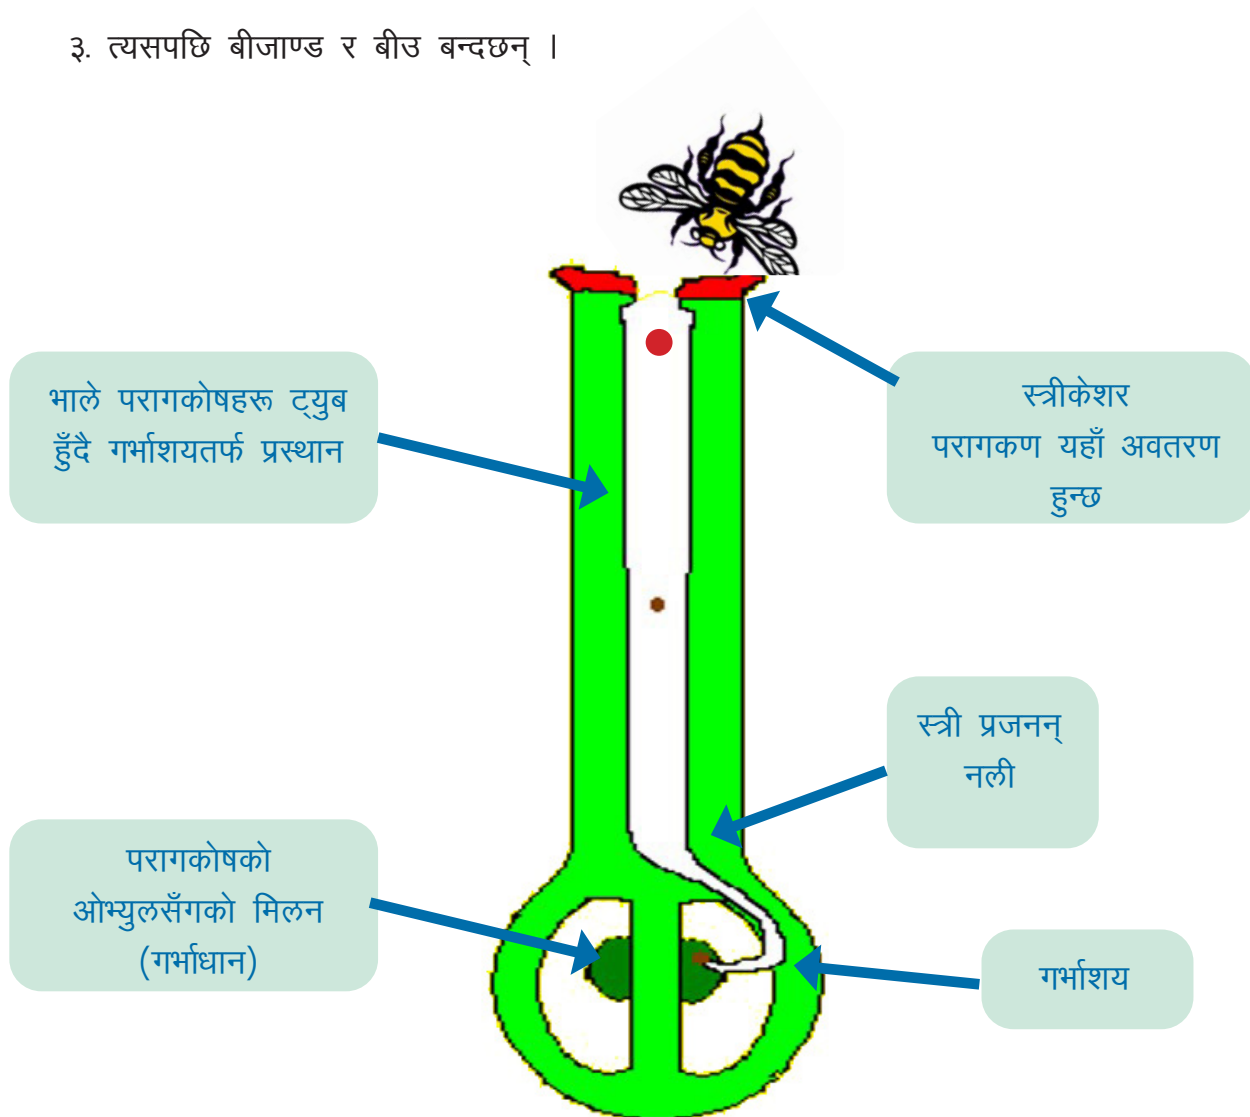 ३. त्यसपछि बीजाण्ड र बीउ बन्दछन् ।
भाले परागकोषहरू ट्युब
हुँदै गर्भाशयतर्फ प्रस्थान
स्त्रीकेशर
परागकण यहाँ अवतरण
हुन्छ
स्त्री प्रजनन्
नली
परागकोषको
ओभ्युलसँगको मिलन
(गर्भाधान)
गर्भाशय